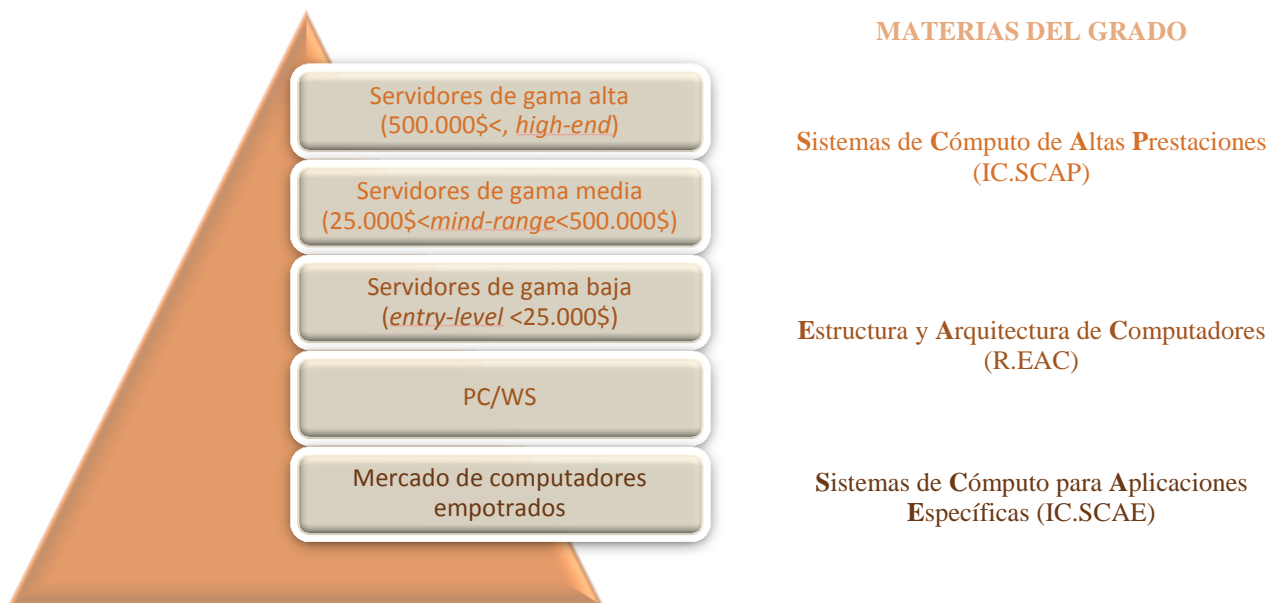 MATERIAS DEL GRADO
Servidores de gama alta
(500.000$<, high-end)
Sistemas de Cómputo de Altas Prestaciones
(IC.SCAP)
Servidores de gama media
(25.000$<mind-range<500.000$)
Servidores de gama baja
(entry-level <25.000$)
Estructura y Arquitectura de Computadores
(R.EAC)
PC/WS
Mercado de computadores
empotrados
Sistemas de Cómputo para Aplicaciones
Específicas (IC.SCAE)